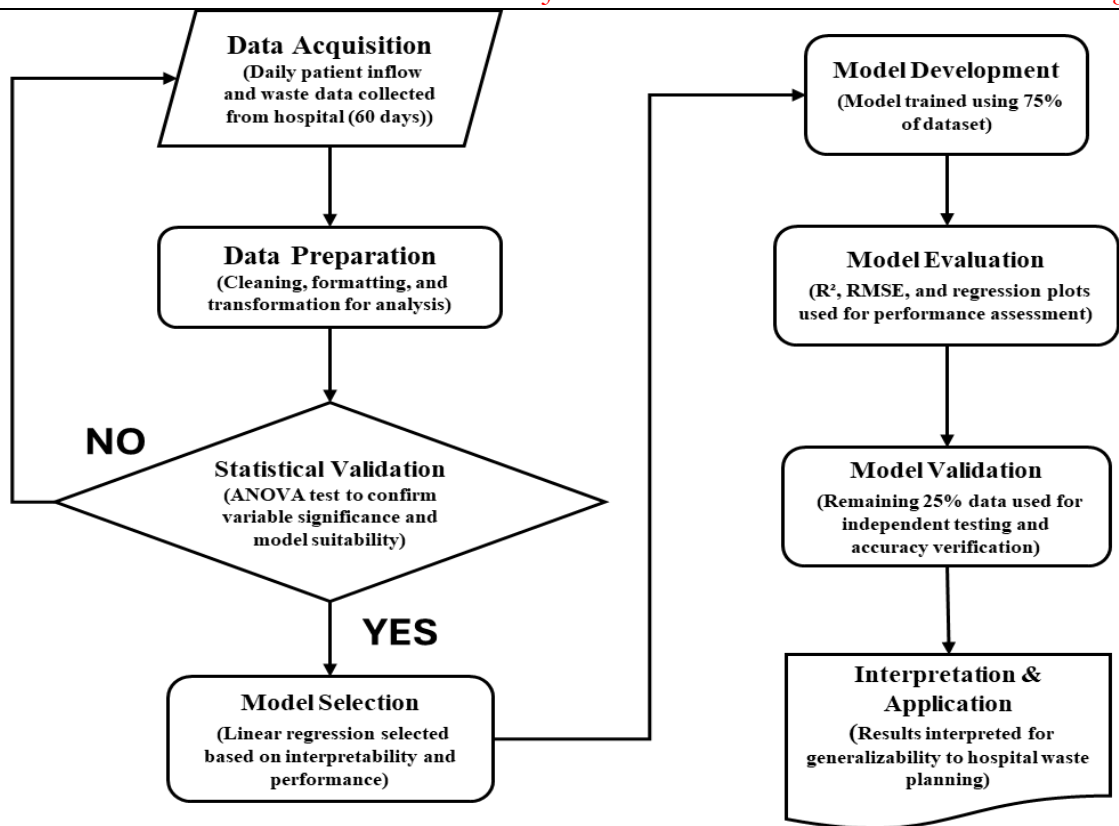 Data Acquisition
(Daily patient inflow
and waste data collected
from hospital (60 days))
Data Preparation
(Cleaning, formatting, and
transformation for analysis)
NO
Statistical Validation
(ANOVA test to confirm
variable significance and
model suitability)
YES
Model Selection
(Linear regression selected
based on interpretability and
performance)
Model Development
(Model trained using 75%
of dataset)
Model Evaluation
(R², RMSE, and regression plots
used for performance assessment)
Model Validation
(Remaining 25% data used for
independent testing and
accuracy verification)
Interpretation &
Application
(Results interpreted for
generalizability to hospital waste
planning)